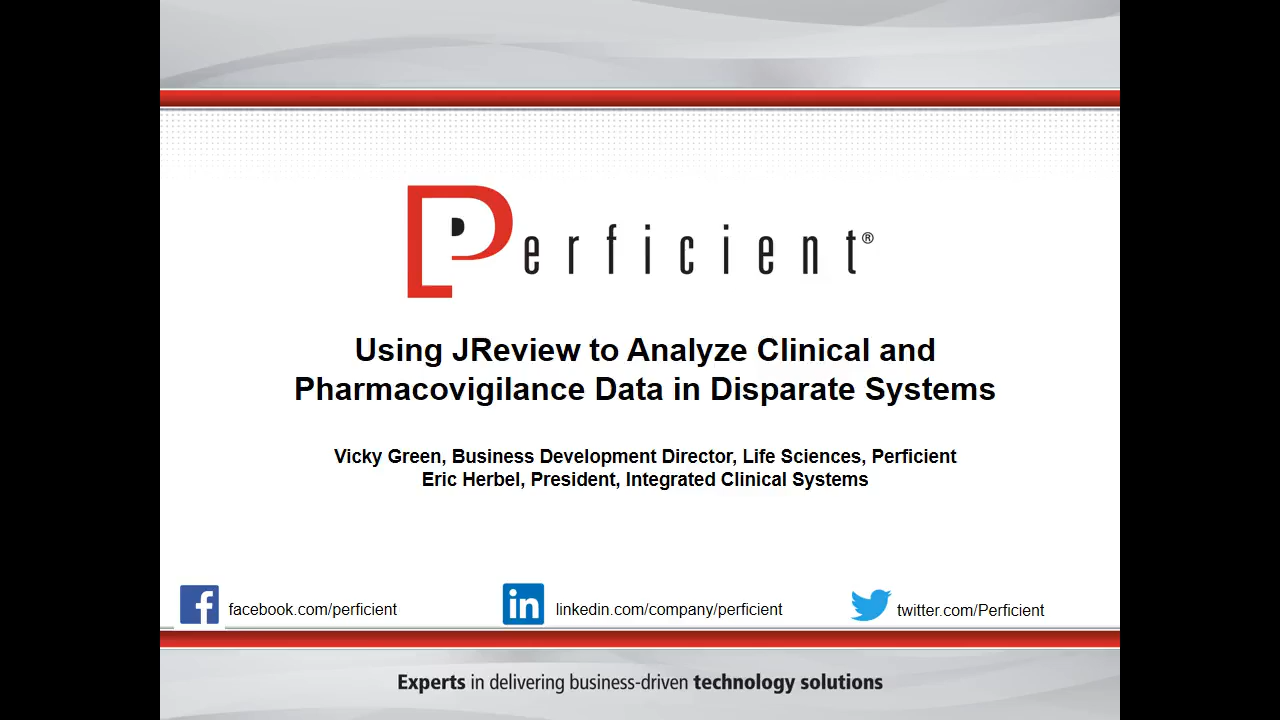 Perficient®
Using JReview to Analyze Clinical and
Pharmacovigilance Data in Disparate Systems
Vicky Green, Business Development Director, Life Sciences, Perficient
Eric Herbel, President, Integrated Clinical Systems
facebook.com/perficient
linkedin.com/company/perficient
twitter.com/Perficient
Experts in delivering business-driven technology solutions